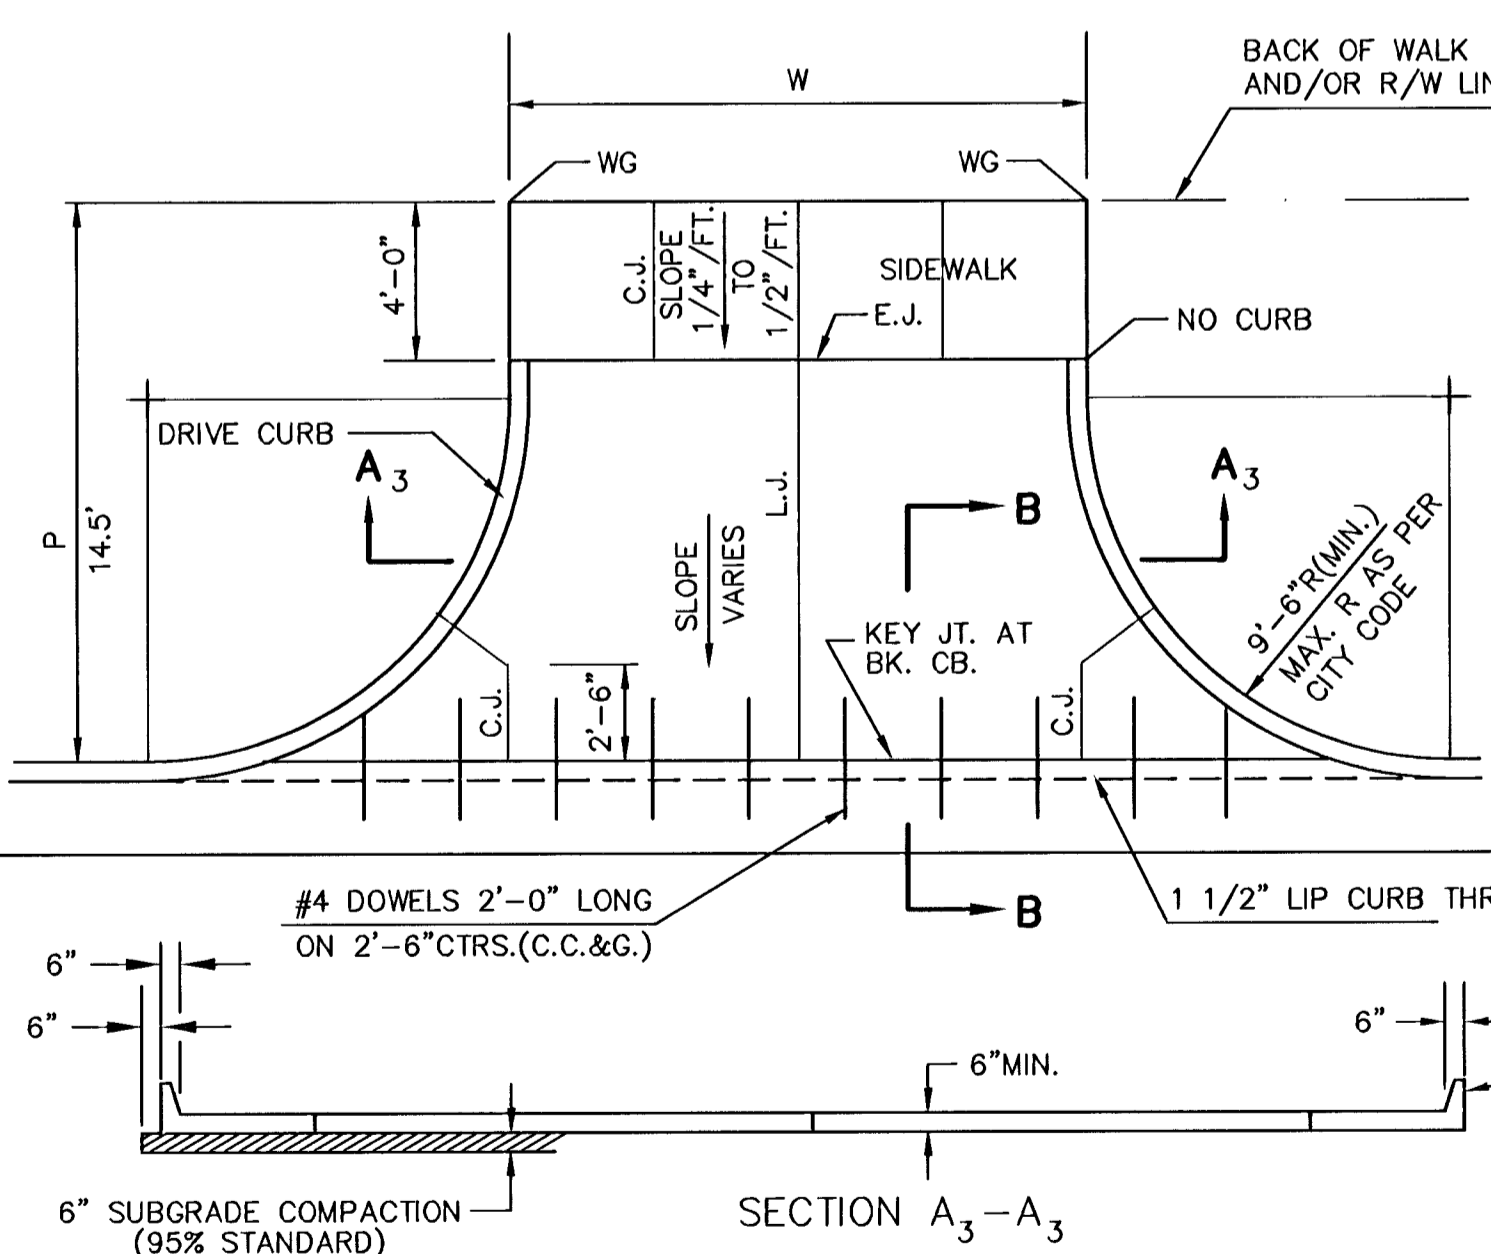 BACK OF WALK
AND/OR R/W LIN
W
WG
WG
4'-0"
C.J.
SLOPE
1/4"/FT.
TO
1/2"/FT.
SIDEWALK
E.J.
NO CURB
DRIVE CURB
A3
A3
P
14.5'
L.J.
B
SLOPE
VARIES
9'-6"R(MIN.)
MAX. R AS PER
CITY CODE
KEY JT. AT
BK. CB.
C.J.
2'-6"
C.J.
#4 DOWELS 2'-0" LONG
ON 2'-6"CTRS.(C.C.&G.)
B
1 1/2" LIP CURB THR
6"
6"
6"
6"MIN.
6" SUBGRADE COMPACTION
(95% STANDARD)
SECTION A3-A3